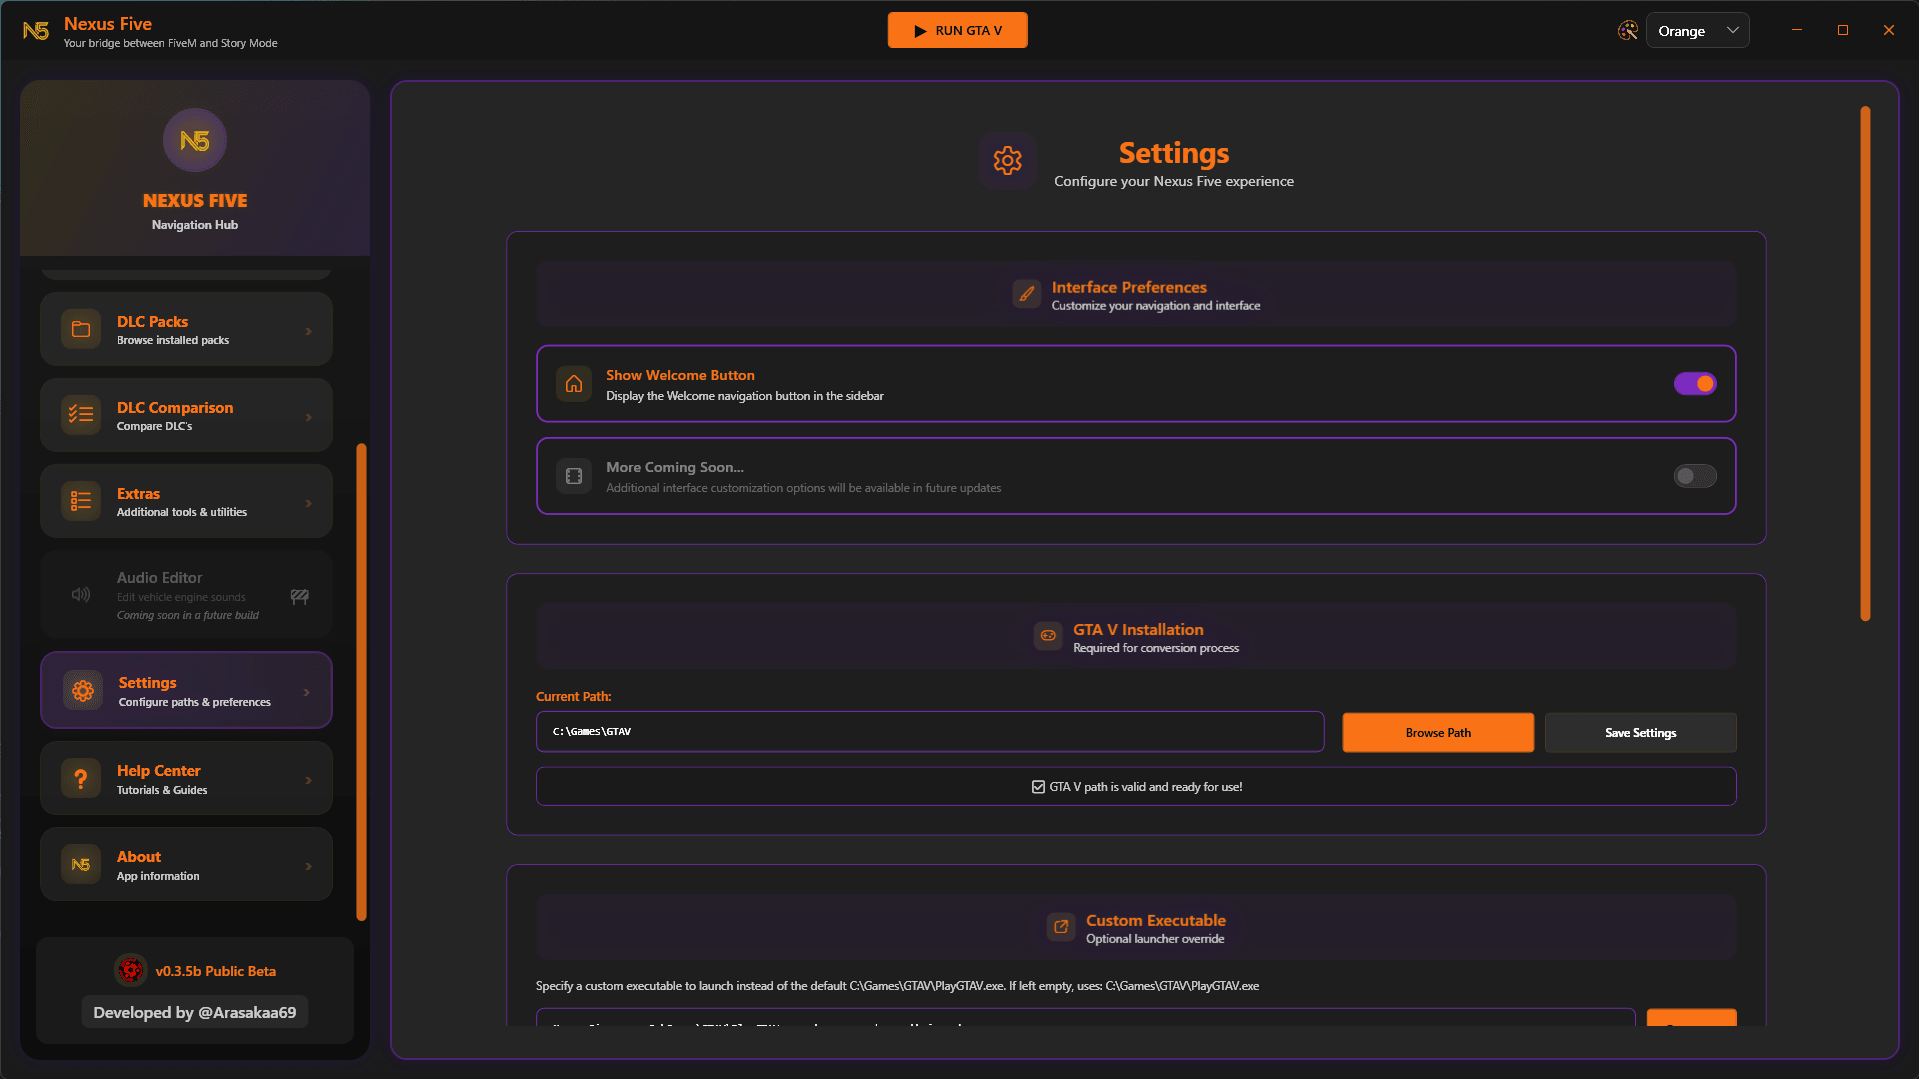 Nexus Five
Your bridge between FiveM and Story Mode
RUN GTA V
Orange
N5
NEXUS FIVE
Navigation Hub
DLC Packs
Browse installed packs
DLC Comparison
Compare DLC's
Extras
Additional tools & utilities
Audio Editor
Edit vehicle engine sounds
Coming soon in a future build
Settings
Configure paths & preferences
Help Center
Tutorials & Guides
N5
About
App information
v0.3.5b Public Beta
Developed by @Arasakaa69
Settings
Configure your Nexus Five experience
Interface Preferences
Customize your navigation and interface
Show Welcome Button
Display the Welcome navigation button in the sidebar
More Coming Soon...
Additional interface customization options will be available in future updates
GTA V Installation
Required for conversion process
Current Path:
C:\Games\GTAV
Browse Path
Save Settings
GTA V path is valid and ready for use!
Custom Executable
Optional launcher override
Specify a custom executable to launch instead of the default C:\Games\GTAV\PlayGTAV.exe. If left empty, uses: C:\Games\GTAV\PlayGTAV.exe